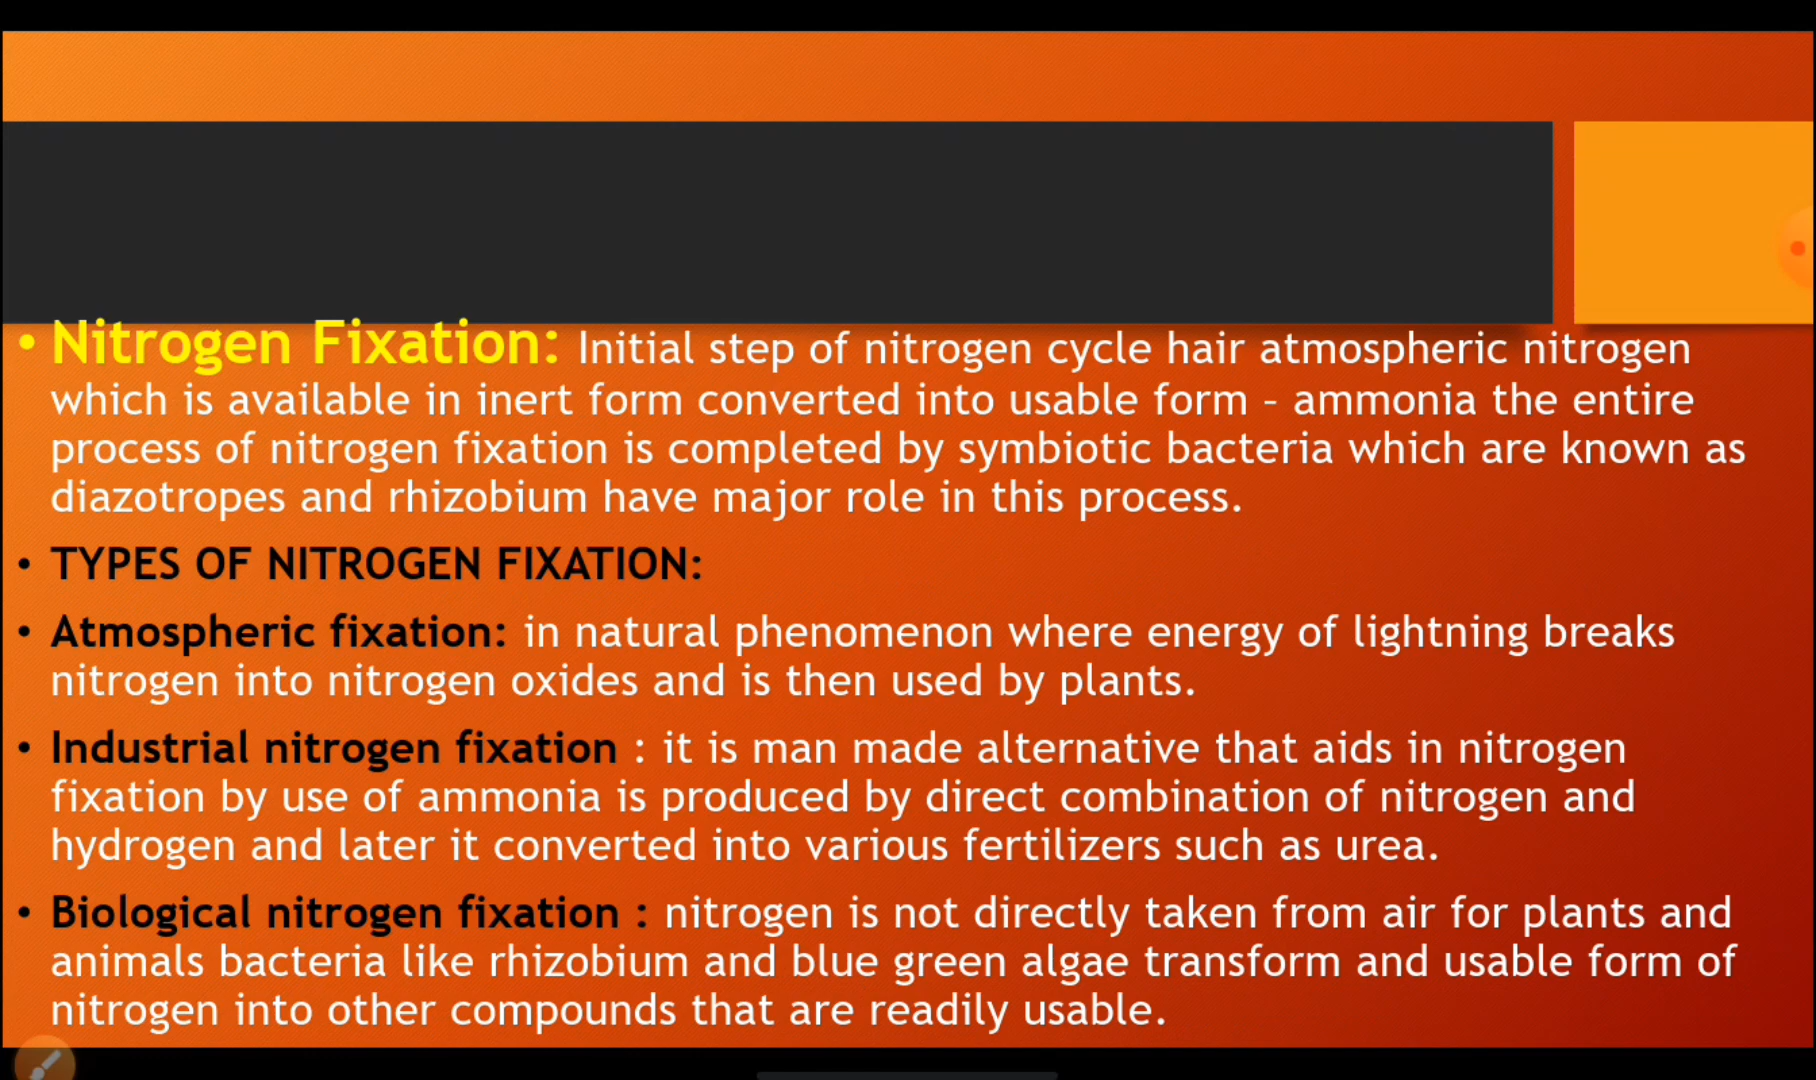 • Nitrogen Fixation: Initial step of nitrogen cycle hair atmospheric nitrogen
which is available in inert form converted into usable form – ammonia the entire
process of nitrogen fixation is completed by symbiotic bacteria which are known as
diazotropes and rhizobium have major role in this process.
• TYPES OF NITROGEN FIXATION:
• Atmospheric fixation: in natural phenomenon where energy of lightning breaks
nitrogen into nitrogen oxides and is then used by plants.
• Industrial nitrogen fixation : it is man made alternative that aids in nitrogen
fixation by use of ammonia is produced by direct combination of nitrogen and
hydrogen and later it converted into various fertilizers such as urea.
• Biological nitrogen fixation : nitrogen is not directly taken from air for plants and
animals bacteria like rhizobium and blue green algae transform and usable form of
nitrogen into other compounds that are readily usable.